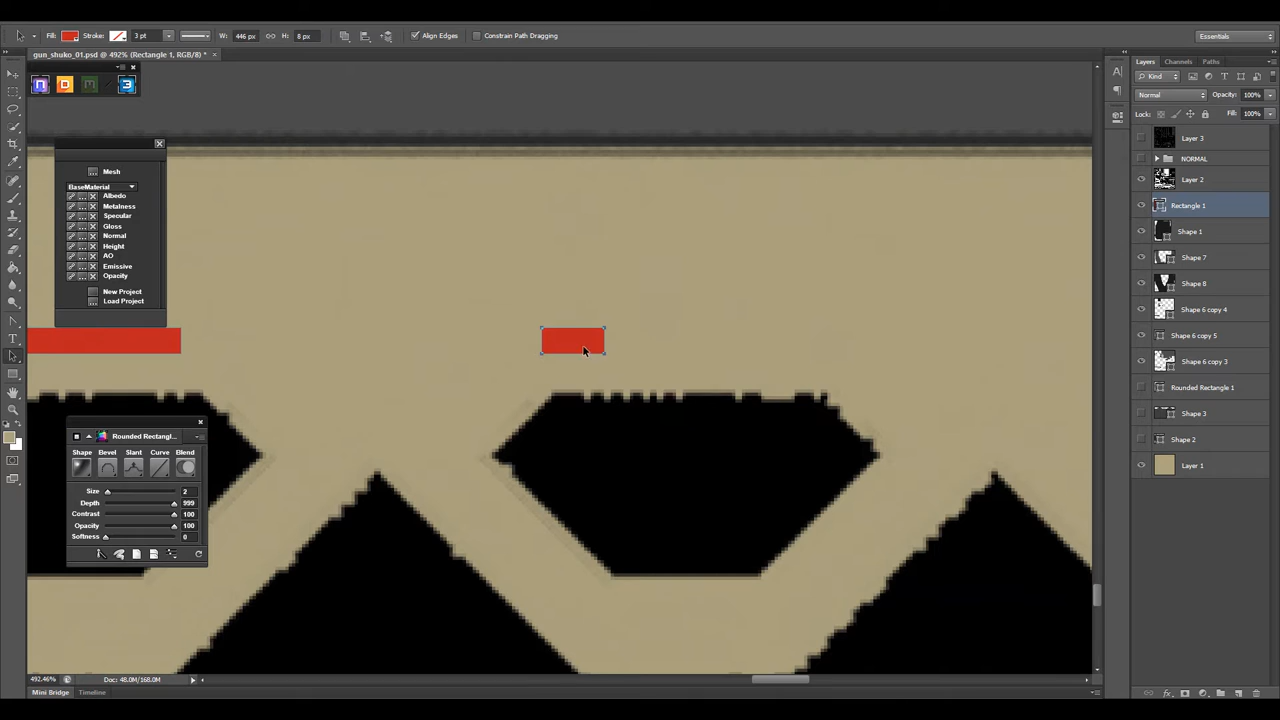 Fill: Stroke: 3 pt W: 446 px H: 8 px Align Edges Constrain Path Dragging Essentials
gun_shuko_01.psd @ 492% (Rectangle 1, RGB/8) *
Layers Channels Paths
Kind
Normal Opacity: 100%
Lock: Fill: 100%
Layer 3
NORMAL
Layer 2
Rectangle 1
Shape 1
Shape 7
Shape 8
Shape 6 copy 4
Shape 6 copy 5
Shape 6 copy 3
Rounded Rectangle 1
Shape 3
Shape 2
Layer 1
Mesh
BaseMaterial
Albedo
Metalness
Specular
Gloss
Normal
Height
AO
Emissive
Opacity
New Project
Load Project
Rounded Rectangl...
Shape Bevel Slant Curve Blend
Size 2
Depth 999
Contrast 100
Opacity 100
Softness 0
492.46% Doc: 48.0M/168.0M
Mini Bridge Timeline